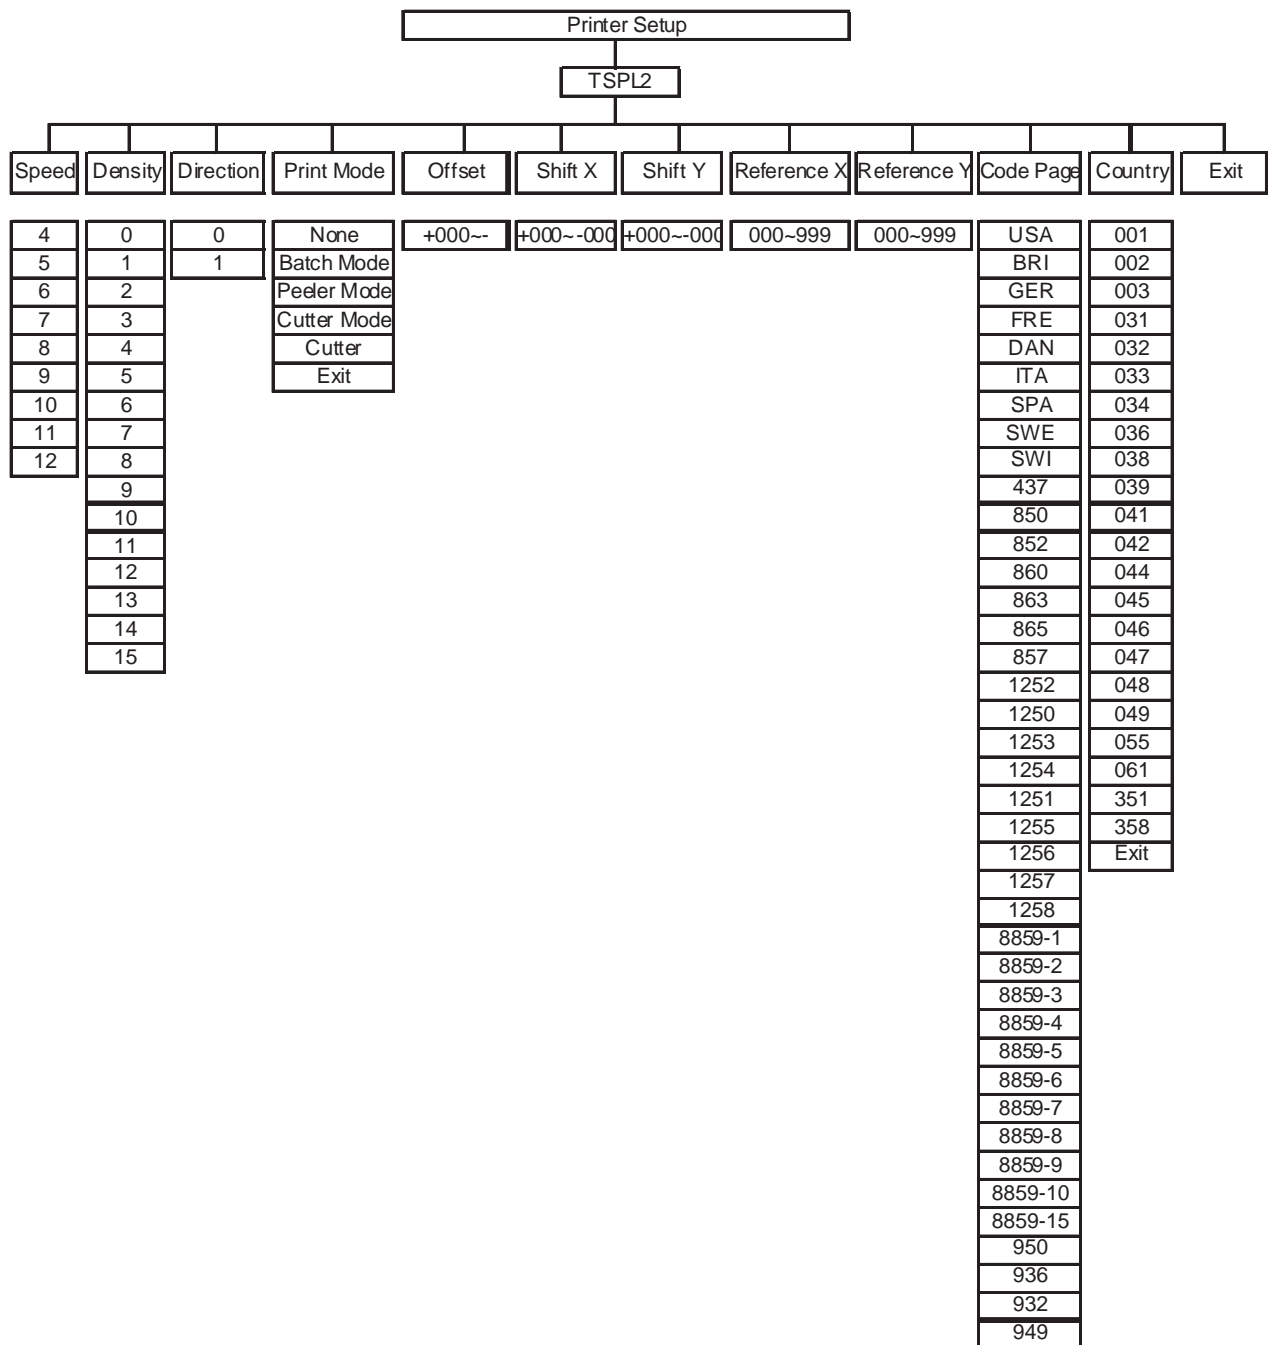 Printer Setup
TSPL2
Speed Density Direction Print Mode Offset Shift X Shift Y Reference X Reference Y Code Page Country Exit
4 0 0 None +000~- +000~-000 +000~-000 000~999 000~999 USA 001
5 1 1 Batch Mode BRI 002
6 2 Peeler Mode GER 003
7 3 Cutter Mode FRE 031
8 4 Cutter DAN 032
9 5 Exit ITA 033
10 6 SPA 034
11 7 SWE 036
12 8 SWI 038
9 437 039
10 850 041
11 852 042
12 860 044
13 863 045
14 865 046
15 857 047
1252 048
1250 049
1253 055
1254 061
1251 351
1255 358
1256 Exit
1257
1258
8859-1
8859-2
8859-3
8859-4
8859-5
8859-6
8859-7
8859-8
8859-9
8859-10
8859-15
950
936
932
949